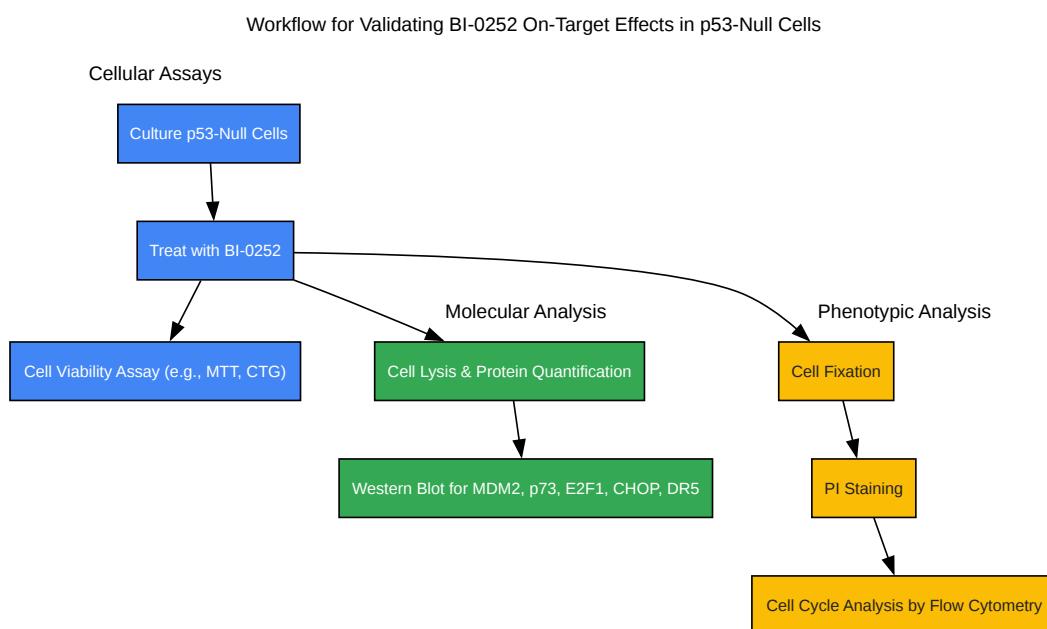 Workflow for Validating BI-0252 On-Target Effects in p53-Null Cells
Cellular Assays
Culture p53-Null Cells
Treat with BI-0252
Molecular Analysis
Phenotypic Analysis
Cell Viability Assay (e.g., MTT, CTG)
Cell Lysis & Protein Quantification
Cell Fixation
Western Blot for MDM2, p73, E2F1, CHOP, DR5
PI Staining
Cell Cycle Analysis by Flow Cytometry